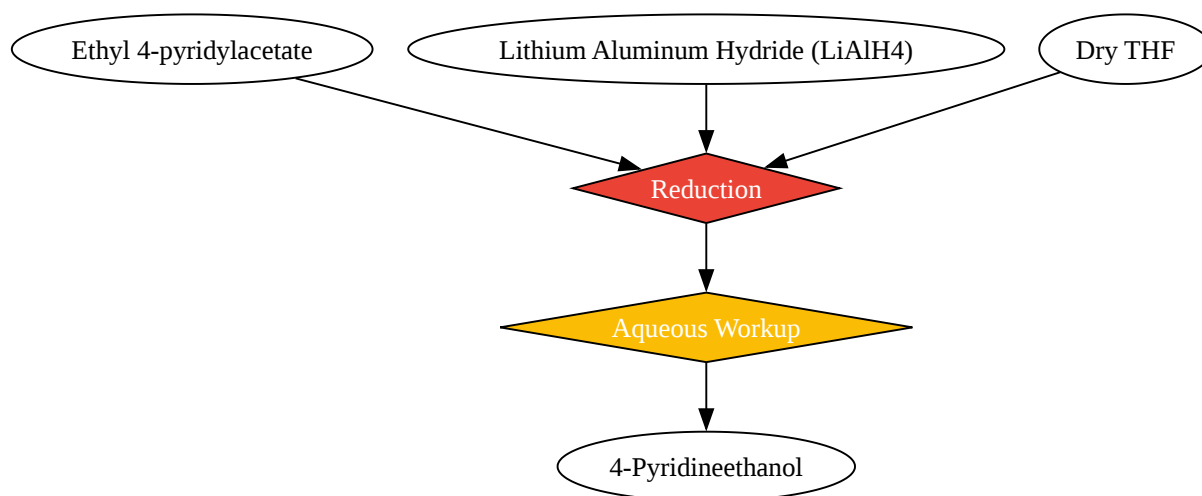 Ethyl 4-pyridylacetate
Lithium Aluminum Hydride (LiAlH4)
Dry THF
Reduction
Aqueous Workup
4-Pyridineethanol